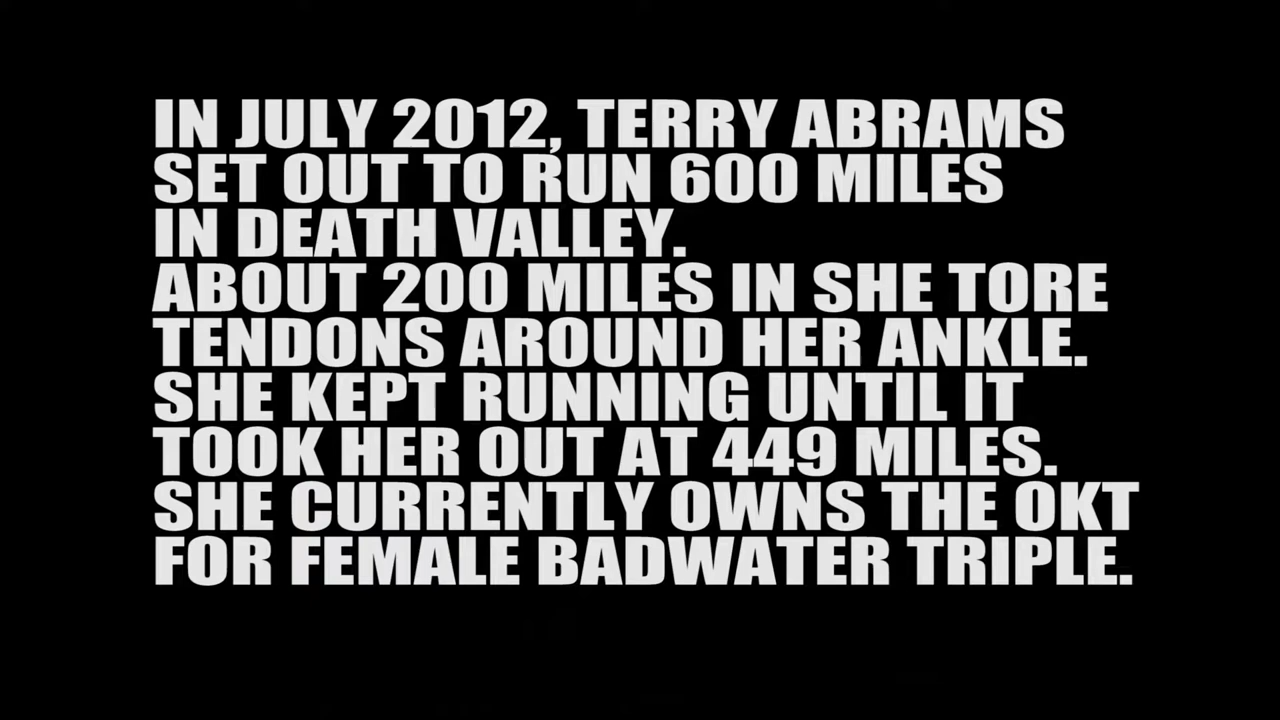 IN JULY 2012, TERRY ABRAMS
SET OUT TO RUN 600 MILES
IN DEATH VALLEY.
ABOUT 200 MILES IN SHE TORE
TENDONS AROUND HER ANKLE.
SHE KEPT RUNNING UNTIL IT
TOOK HER OUT AT 449 MILES.
SHE CURRENTLY OWNS THE OKT
FOR FEMALE BADWATER TRIPLE.